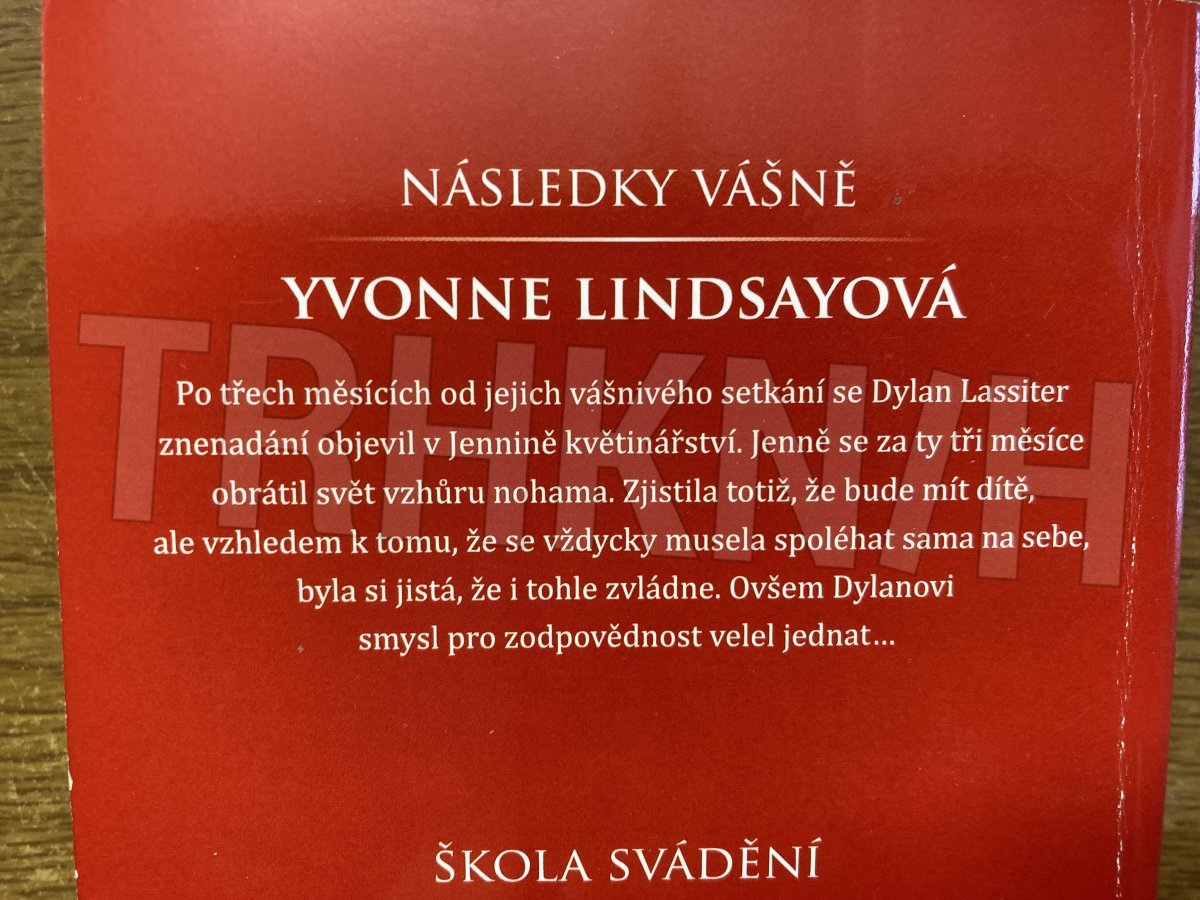 NÁSLEDKY VÁŠNĚ
YVONNE LINDSAYOVÁ
TRHKNIH
Po třech měsících od jejich vášnivého setkání se Dylan Lassiter
znenadání objevil v Jennině květinářství. Jenně se za ty tři měsíce
obrátil svět vzhůru nohama. Zjistila totiž, že bude mít dítě,
ale vzhledem k tomu, že se vždycky musela spoléhat sama na sebe,
byla si jistá, že i tohle zvládne. Ovšem Dylanovi
smysl pro zodpovědnost velel jednat…
ŠKOLA SVÁDĚNÍ